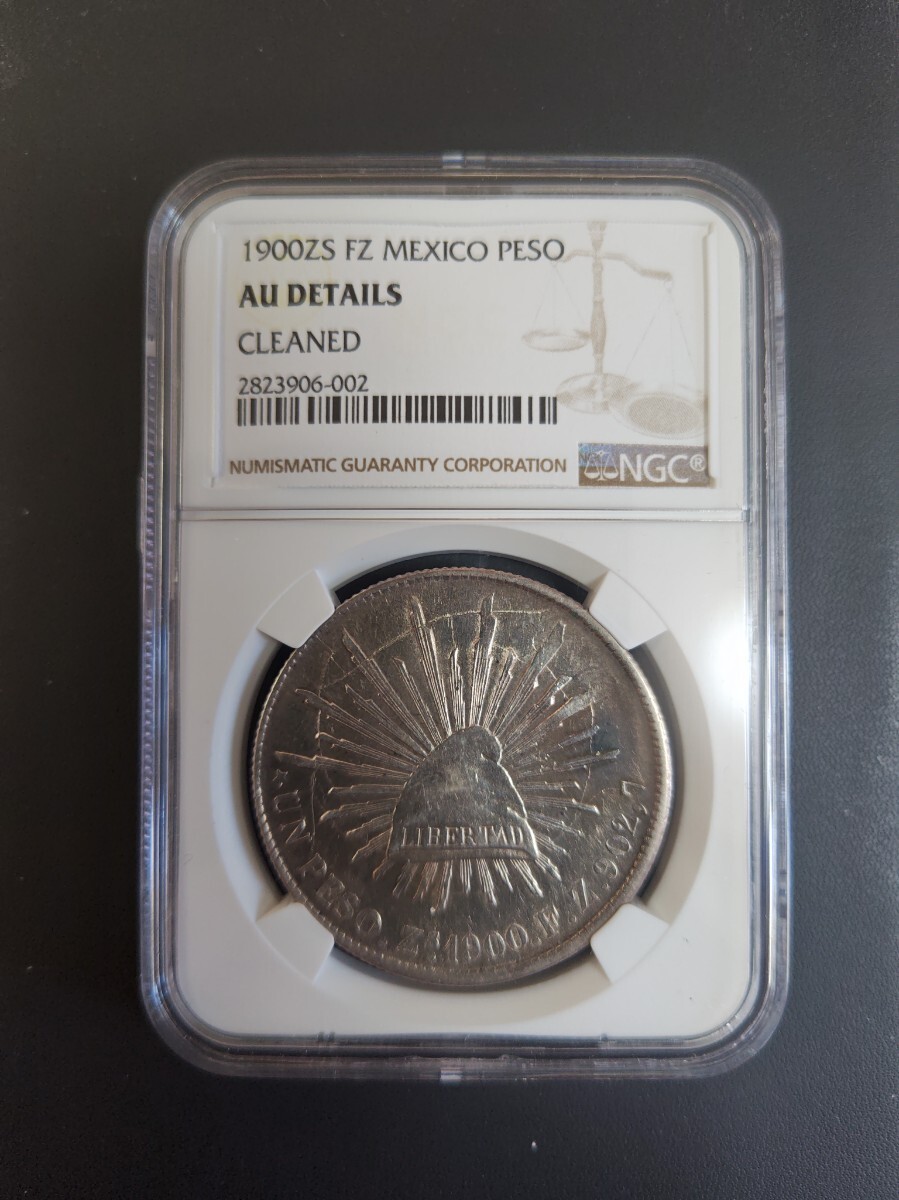 1900ZS FZ MEXICO PESO
AU DETAILS
CLEANED
2823906-002
NUMISMATIC GUARANTY CORPORATION
NGC®
LIBERTAD
UN PESO. Zs. 1900. F. Z. 902,7